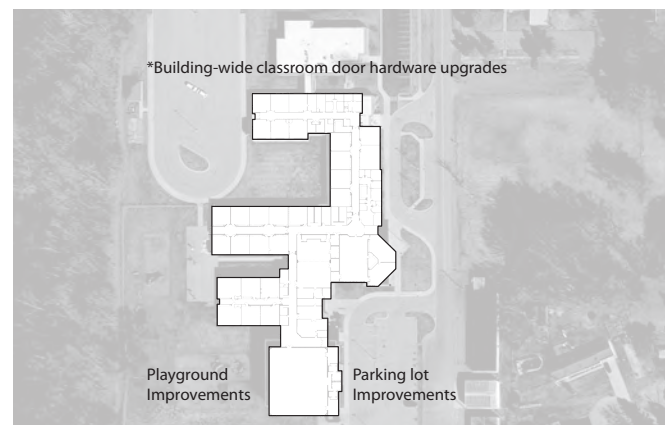 *Building-wide classroom door hardware upgrades
Playground
Improvements
Parking lot
Improvements